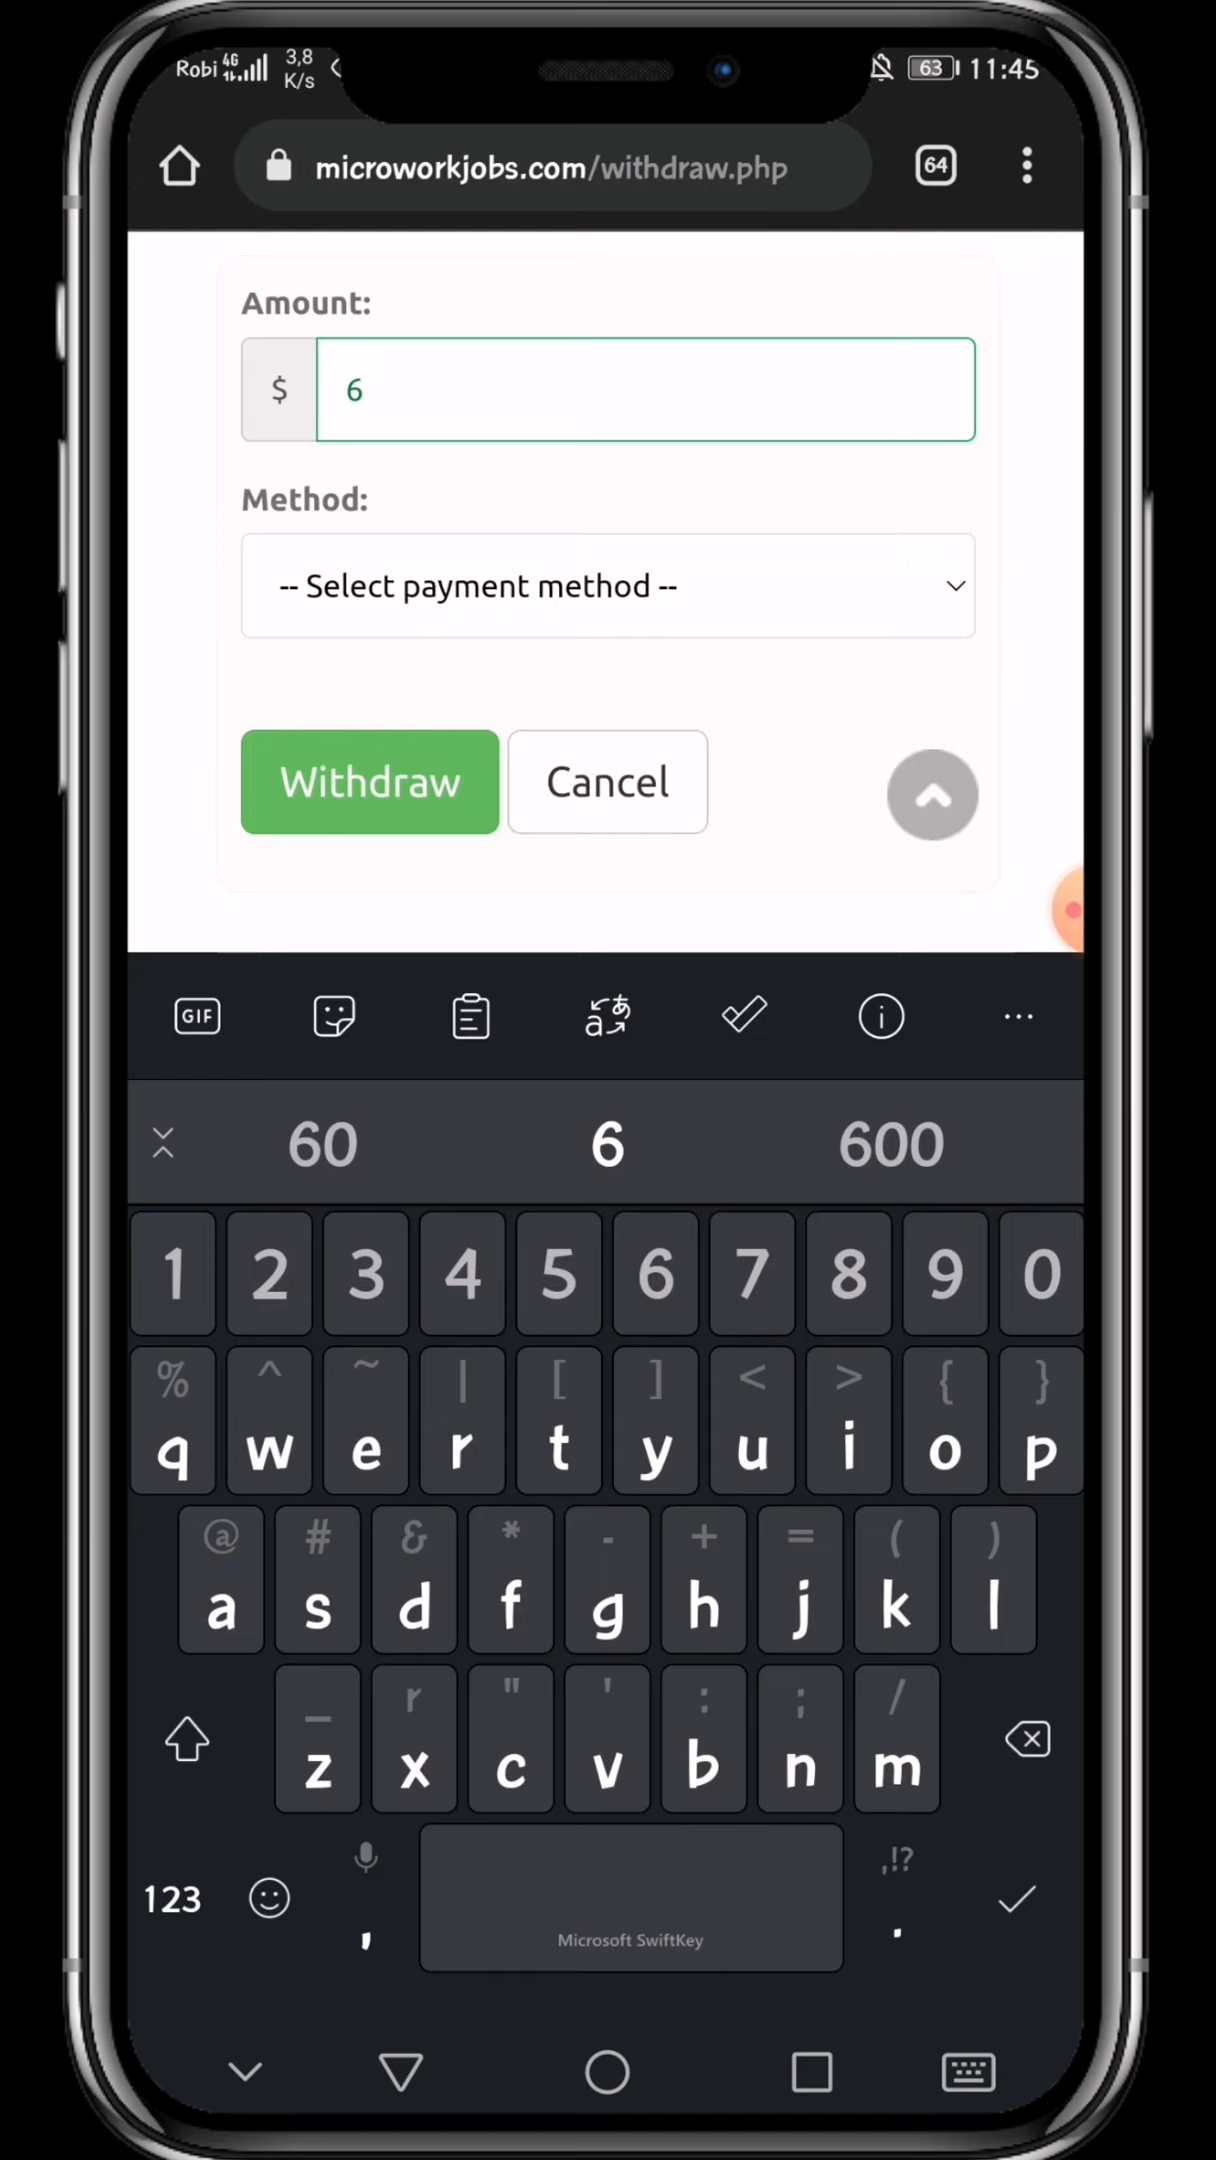 Robi 4G 3,8 K/s 63 11:45
microworkjobs.com/withdraw.php 64
Amount:
$ 6
Method:
-- Select payment method --
Withdraw Cancel
GIF a あ i ...
60 6 600
1 2 3 4 5 6 7 8 9 0
% ^ ~ | [ ] < > { }
q w e r t y u i o p
@ # & * - + = ( )
a s d f g h j k l
_ r " ' : ; /
z x c v b n m
,!?
123 , Microsoft SwiftKey .